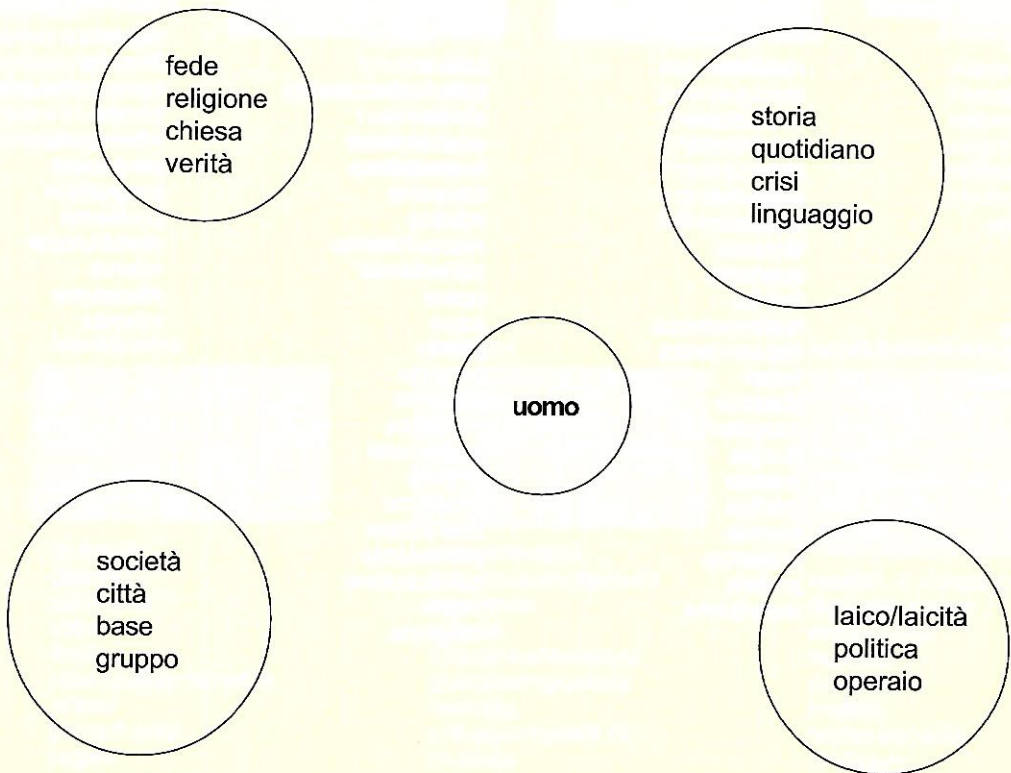 fede
religione
chiesa
verità
storia
quotidiano
crisi
linguaggio
uomo
società
città
base
gruppo
laico/laicità
politica
operaio